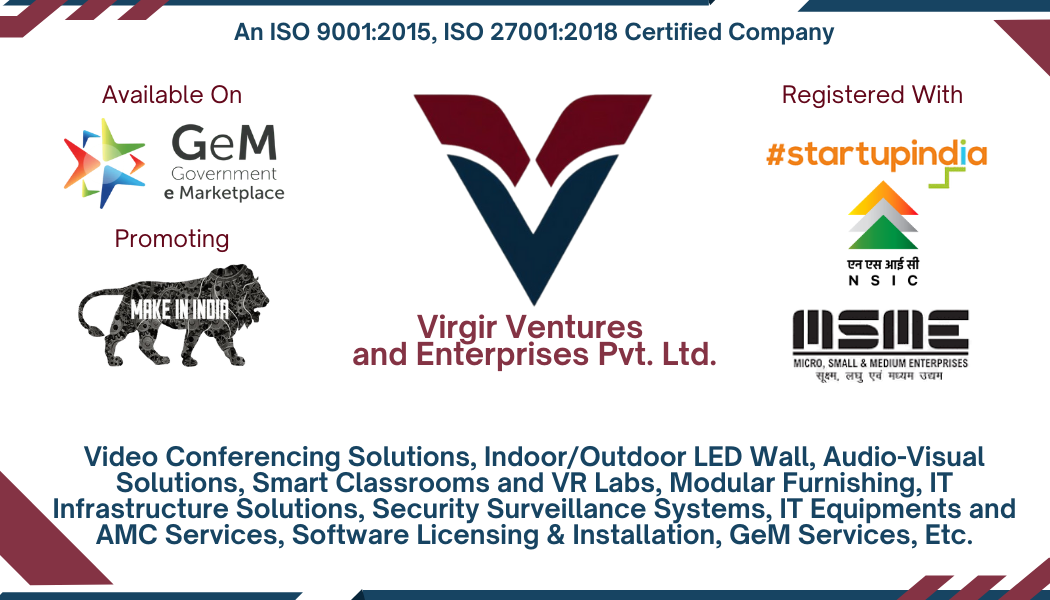 An ISO 9001:2015, ISO 27001:2018 Certified Company
Available On
GeM
Government
e Marketplace
Promoting
MAKE IN INDIA
Virgir Ventures
and Enterprises Pvt. Ltd.
Registered With
#startupindia
एन एस आई सी
N S I C
MSME
MICRO, SMALL & MEDIUM ENTERPRISES
सूक्ष्म, लघु एवं मध्यम उद्यम
Video Conferencing Solutions, Indoor/Outdoor LED Wall, Audio-Visual
Solutions, Smart Classrooms and VR Labs, Modular Furnishing, IT
Infrastructure Solutions, Security Surveillance Systems, IT Equipments and
AMC Services, Software Licensing & Installation, GeM Services, Etc.